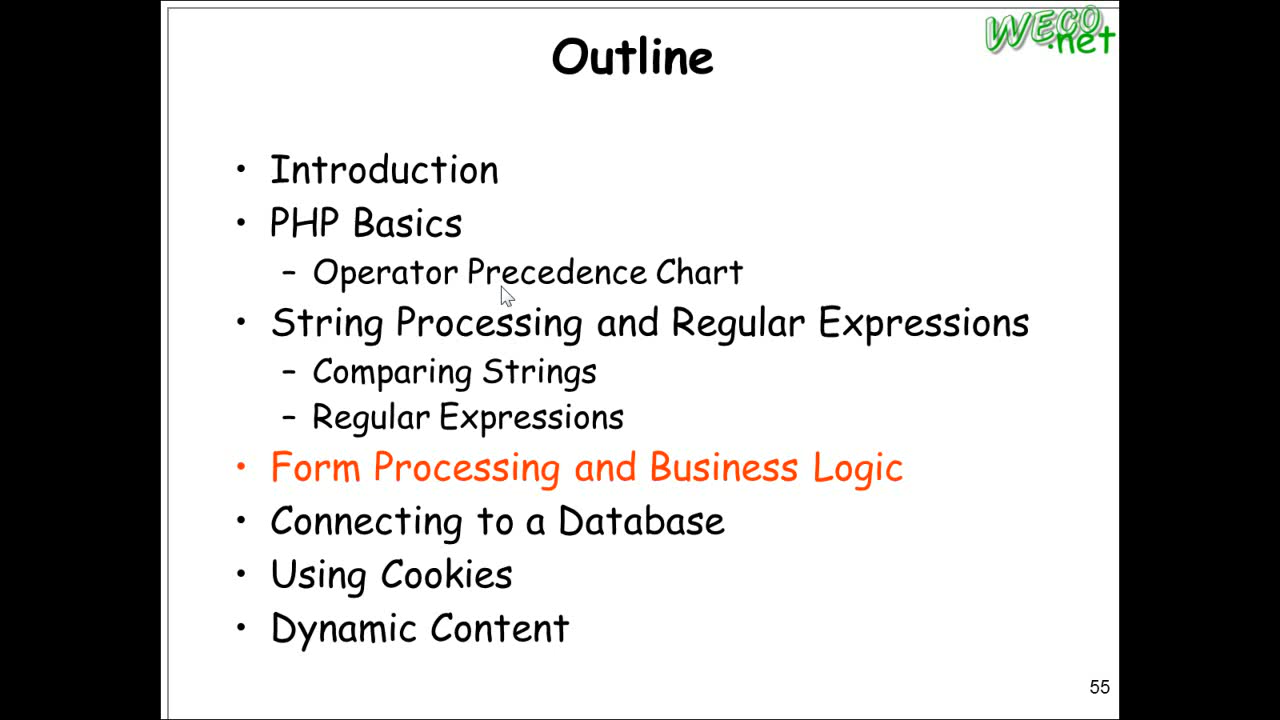 WECO.net
Outline
• Introduction
• PHP Basics
– Operator Precedence Chart
• String Processing and Regular Expressions
– Comparing Strings
– Regular Expressions
• Form Processing and Business Logic
• Connecting to a Database
• Using Cookies
• Dynamic Content
55